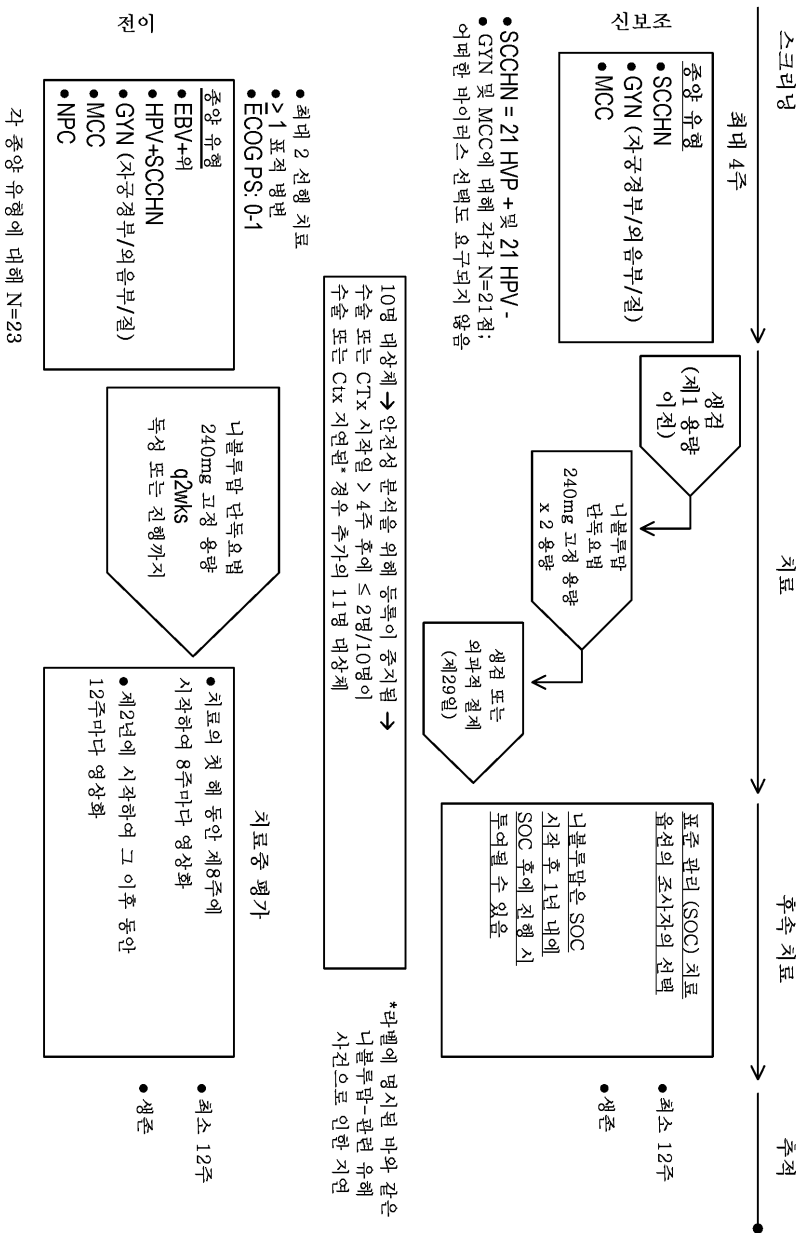 스크리닝
치료
후속 치료
추적
최대 4주
신보조
종양 유형
• SCCHN
• GYN (자궁경부/외음부/질)
• MCC
• SCCHN = 21 HVP + 및 21 HPV -
• GYN 및 MCC에 대해 각각 N=21 점;
어떠한 바이러스 선택도 요구되지 않음
생검
(제1 용량
이전)
니볼루맙
단독요법
240mg 고정 용량
x 2 용량
생검 또는
외과적 절제
(제29일)
표준 관리 (SOC) 치료
옵션의 조사자의 선택
니볼루맙은 SOC
시작 후 1년 내에
SOC 후에 진행 시
투여될 수 있음
• 최소 12주
• 생존
10명 대상체 → 안전성 분석을 위해 등록이 중지됨 →
수술 또는 CTx 시작일 > 4주 후에 ≤ 2명/10명이
수술 또는 Ctx 지연된* 경우 추가의 11명 대상체
*라벨에 명시된 바와 같은
니볼루맙-관련 유해
사건으로 인한 지연
전이
• 최대 2 선행 치료
• ≥ 1 표적 병변
• ECOG PS: 0-1
종양 유형
• EBV+위
• HPV+SCCHN
• GYN (자궁경부/외음부/질)
• MCC
• NPC
각 종양 유형에 대해 N=23
니볼루맙 단독요법
240mg 고정 용량
q2wks
독성 또는 진행까지
치료중 평가
• 치료의 첫 해 동안 제8주에
시작하여 8주마다 영상화
• 제2년에 시작하여 그 이후 동안
12주마다 영상화
• 최소 12주
• 생존